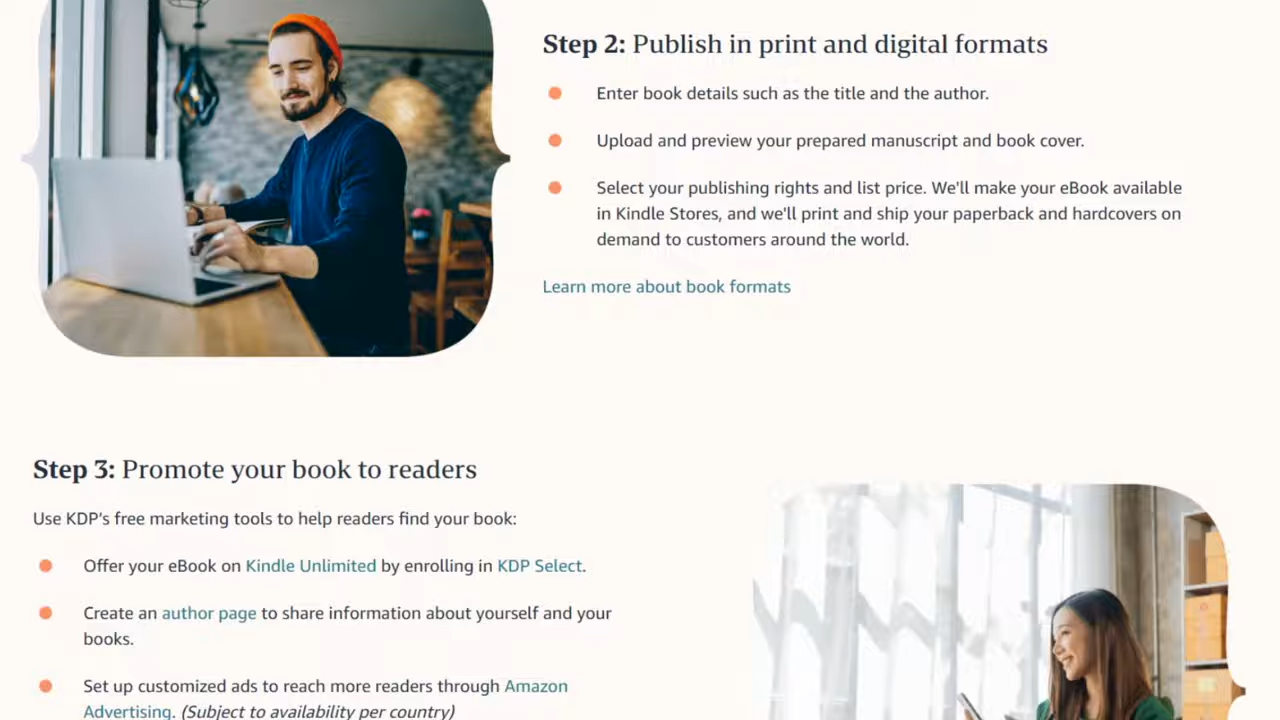 Step 2: Publish in print and digital formats
Enter book details such as the title and the author.
Upload and preview your prepared manuscript and book cover.
Select your publishing rights and list price. We'll make your eBook available
in Kindle Stores, and we'll print and ship your paperback and hardcovers on
demand to customers around the world.
Learn more about book formats
Step 3: Promote your book to readers
Use KDP's free marketing tools to help readers find your book:
Offer your eBook on Kindle Unlimited by enrolling in KDP Select.
Create an author page to share information about yourself and your
books.
Set up customized ads to reach more readers through Amazon
Advertising. (Subject to availability per country)